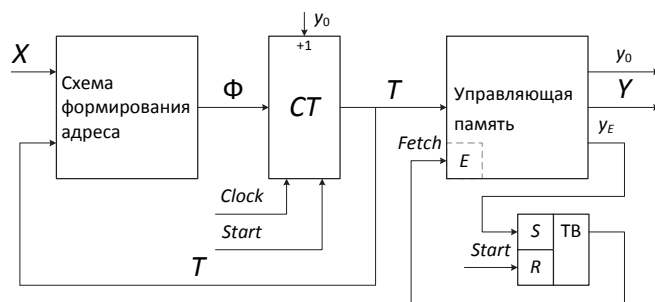 y0
+1
X
Схема
формирования
адреса
Φ
CT
T
Управляющая
память
y0
Y
yE
Fetch
E
Clock
Start
T
S
ТВ
Start
R